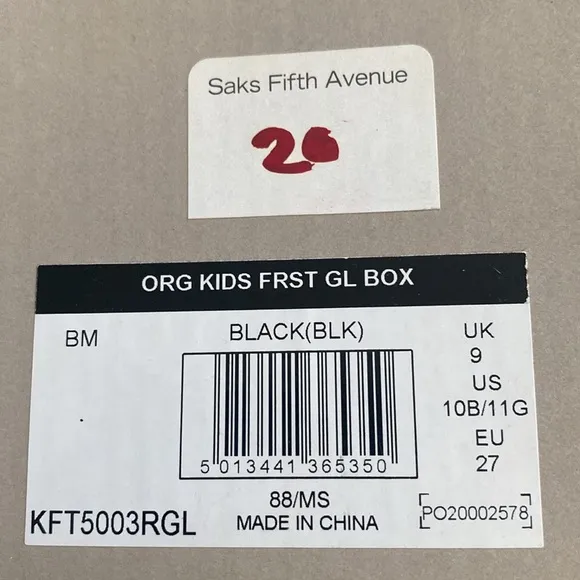 Saks Fifth Avenue
20
ORG KIDS FRST GL BOX
BM
BLACK(BLK)
UK
9
US
10B/11G
EU
27
5 013441 365350
88/MS
MADE IN CHINA
KFT5003RGL
PO20002578